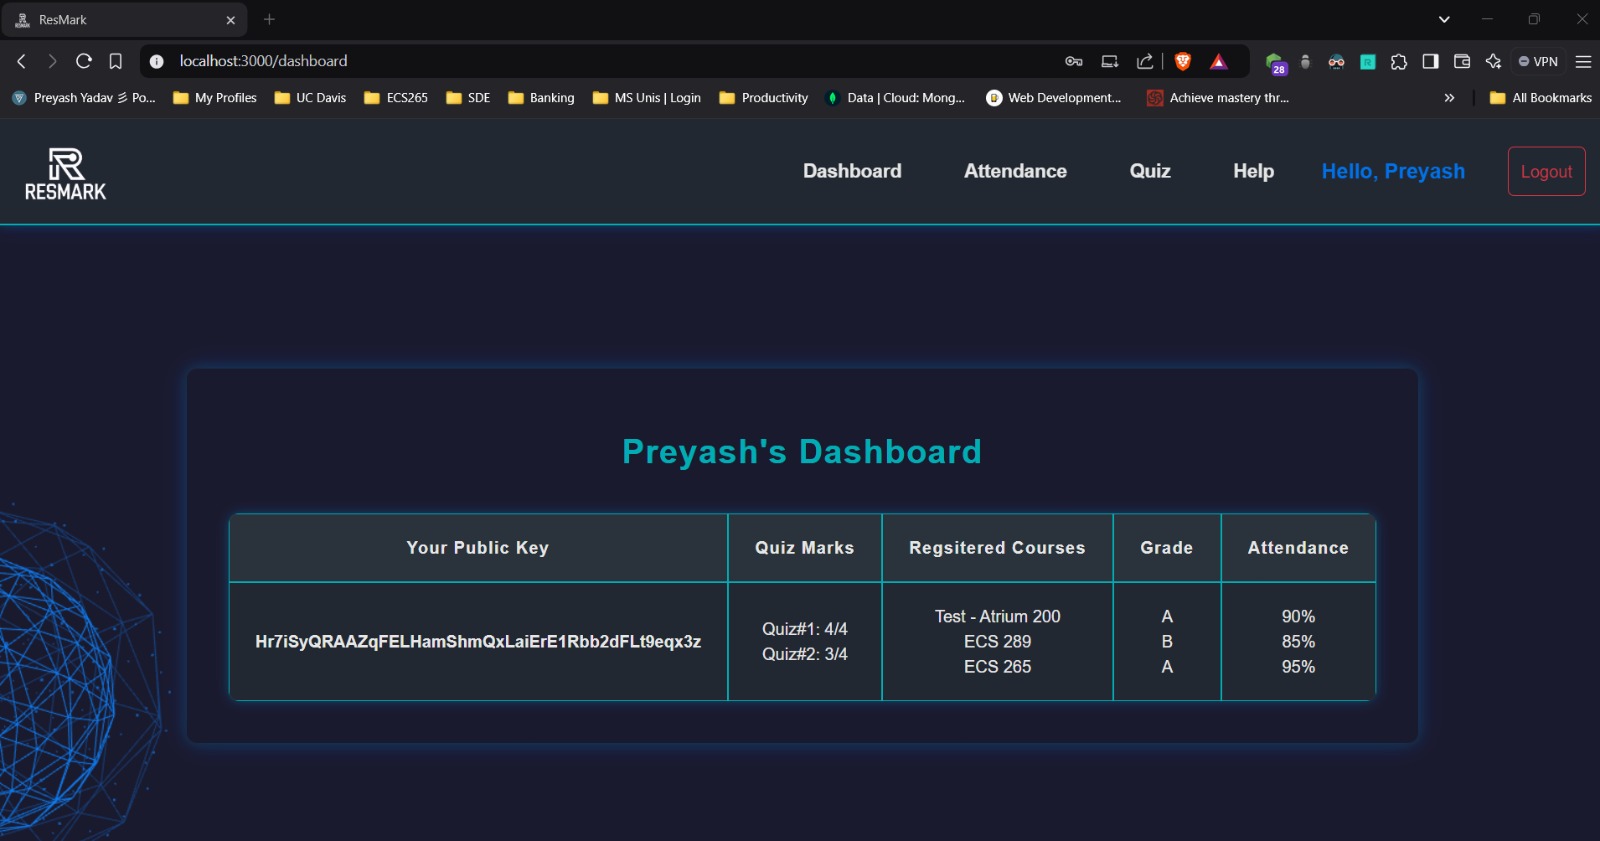 ResMark
localhost:3000/dashboard
28
VPN
Preyash Yadav 彡 Po...
My Profiles
UC Davis
ECS265
SDE
Banking
MS Unis | Login
Productivity
Data | Cloud: Mong...
Web Development...
Achieve mastery thr...
All Bookmarks
RESMARK
Dashboard
Attendance
Quiz
Help
Hello, Preyash
Logout
Preyash's Dashboard
Your Public Key
Quiz Marks
Regsitered Courses
Grade
Attendance
Hr7iSyQRAAZqFELHamShmQxLaiErE1Rbb2dFLt9eqx3z
Quiz#1: 4/4
Quiz#2: 3/4
Test - Atrium 200
ECS 289
ECS 265
A
B
A
90%
85%
95%